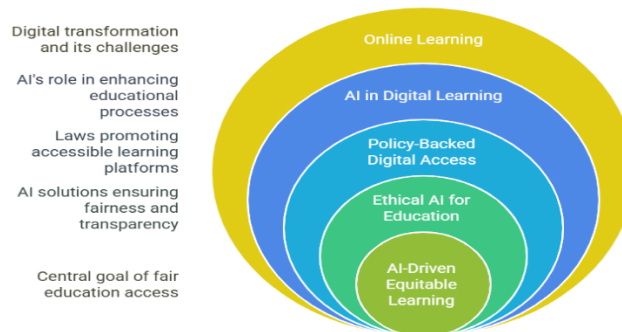 Digital transformation
and its challenges
Online Learning
AI's role in enhancing
educational
processes
AI in Digital Learning
Laws promoting
accessible learning
platforms
Policy-Backed
Digital Access
AI solutions ensuring
fairness and
transparency
Ethical AI for
Education
Central goal of fair
education access
AI-Driven
Equitable
Learning